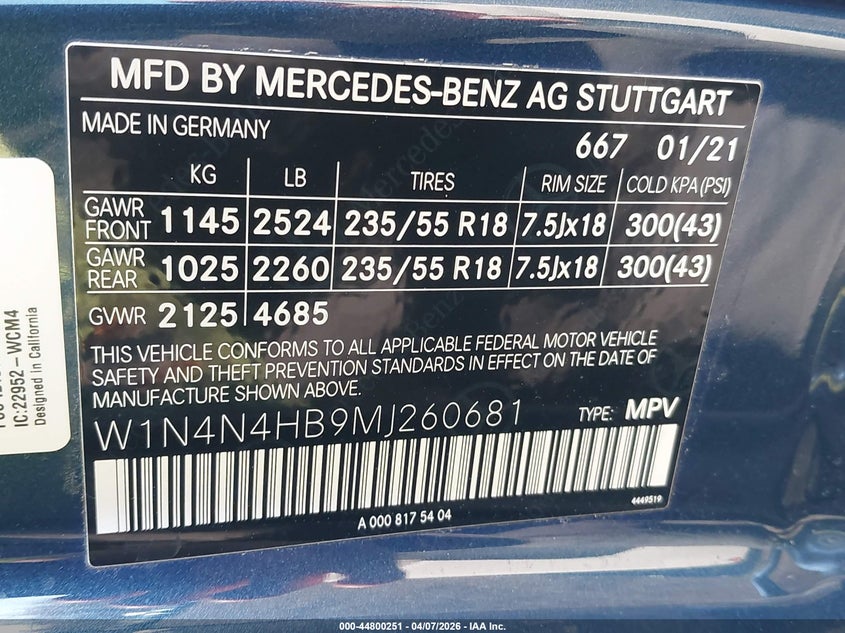 MFD BY MERCEDES-BENZ AG STUTTGART
MADE IN GERMANY 667 01/21
KG LB TIRES RIM SIZE COLD KPA (PSI)
GAWR FRONT 1145 2524 235/55 R18 7.5Jx18 300(43)
GAWR REAR 1025 2260 235/55 R18 7.5Jx18 300(43)
GVWR 2125 4685
THIS VEHICLE CONFORMS TO ALL APPLICABLE FEDERAL MOTOR VEHICLE
SAFETY AND THEFT PREVENTION STANDARDS IN EFFECT ON THE DATE OF
MANUFACTURE SHOWN ABOVE.
W1N4N4HB9MJ260681 TYPE: MPV
4449519
A 000 817 54 04
IC:22952-WCM4
Designed in California
000-44800251 - 04/07/2026 - IAA Inc.